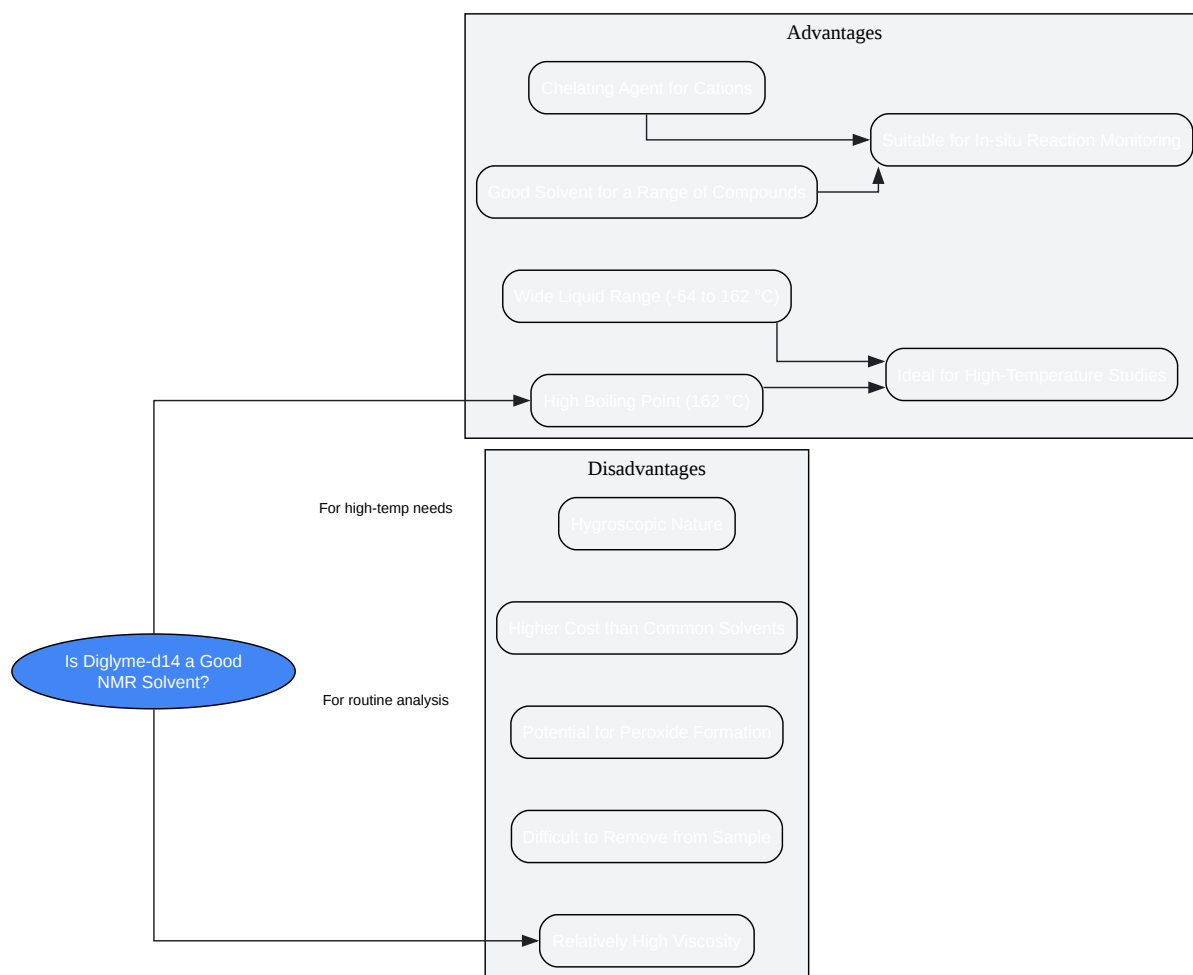 Advantages
Chelating Agent for Cations
Suitable for In-situ Reaction Monitoring
Good Solvent for a Range of Compounds
Wide Liquid Range (-64 to 162 °C)
Ideal for High-Temperature Studies
High Boiling Point (162 °C)
Disadvantages
For high-temp needs
Hygroscopic Nature
Higher Cost than Common Solvents
Is Diglyme-d14 a Good
NMR Solvent?
For routine analysis
Potential for Peroxide Formation
Difficult to Remove from Sample
Relatively High Viscosity